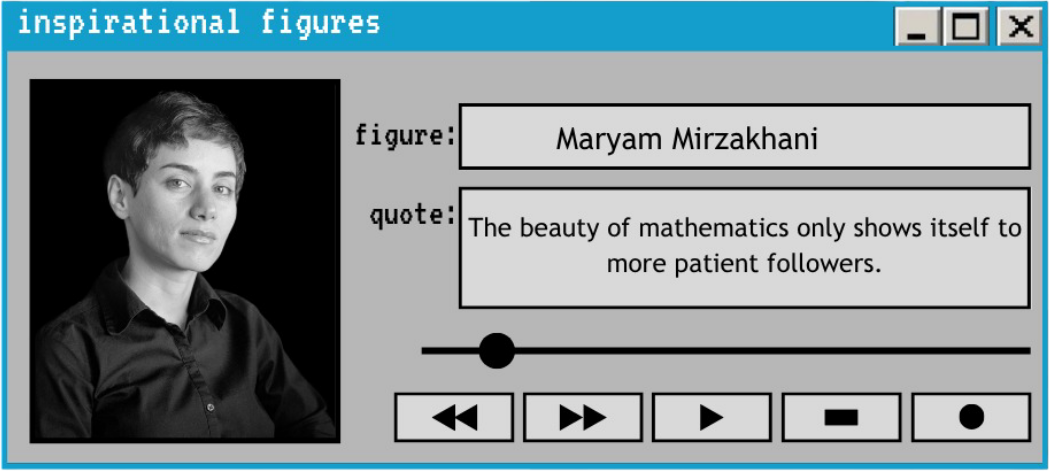 inspirational figures
figure:
Maryam Mirzakhani
quote:
The beauty of mathematics only shows itself to
more patient followers.